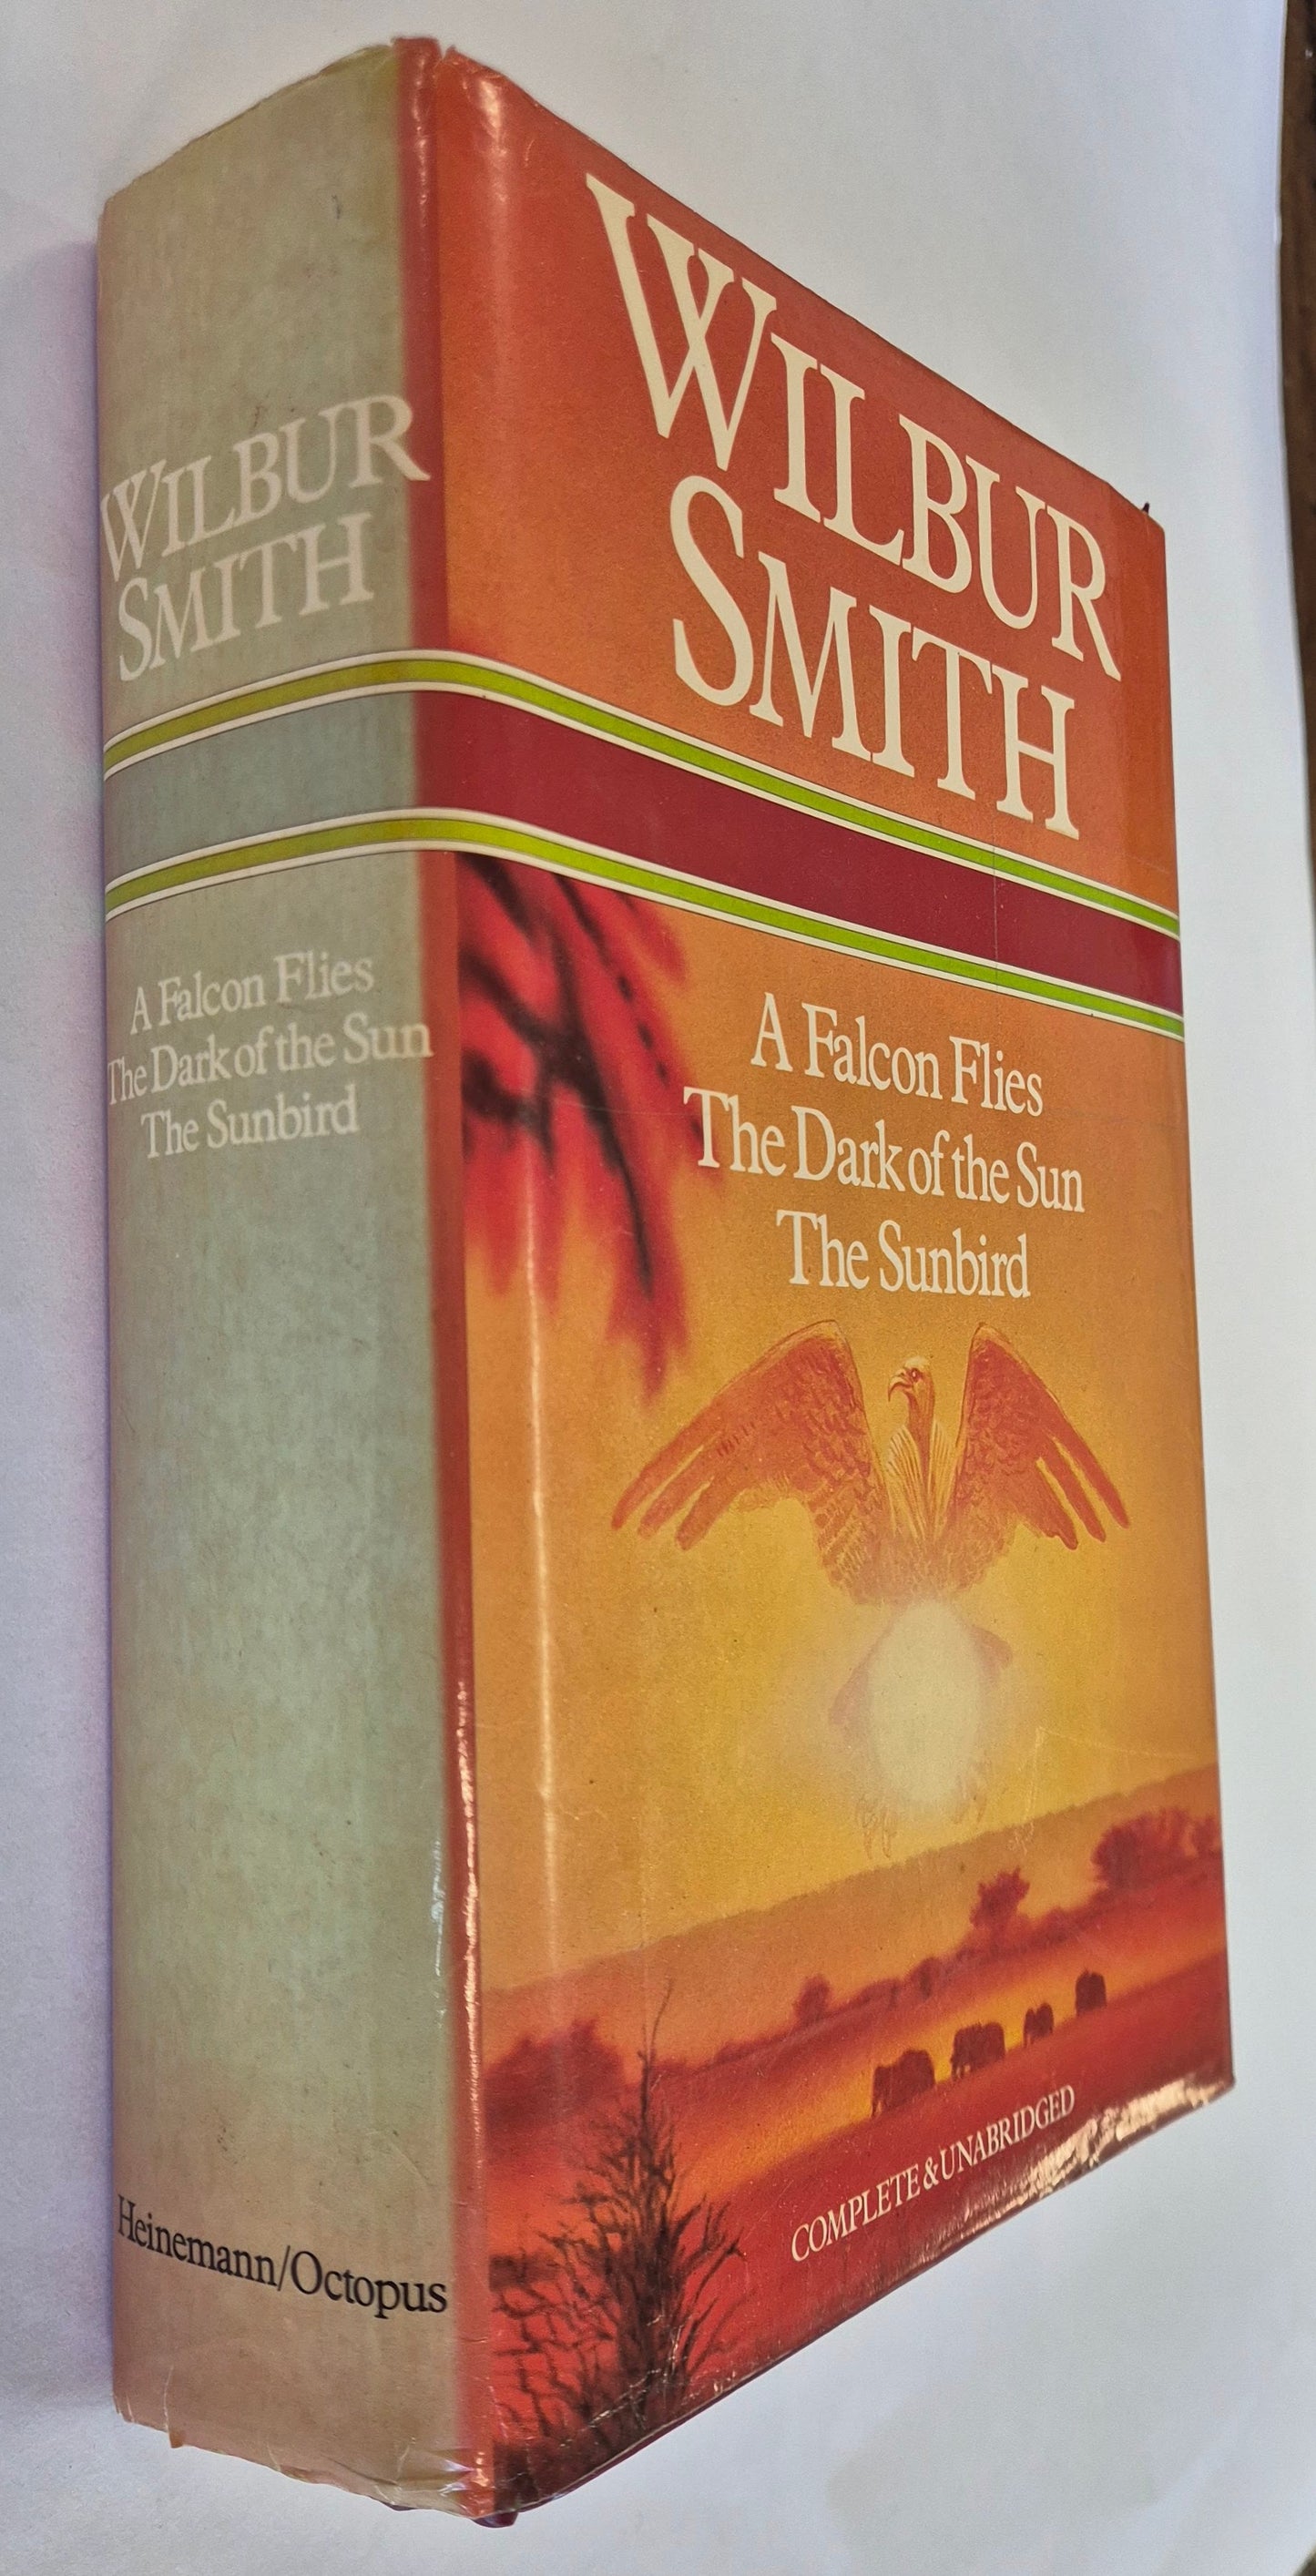 WILBUR
SMITH
A Falcon Flies
The Dark of the Sun
The Sunbird
Heinemann/Octopus
WILBUR
SMITH
A Falcon Flies
The Dark of the Sun
The Sunbird
COMPLETE & UNABRIDGED